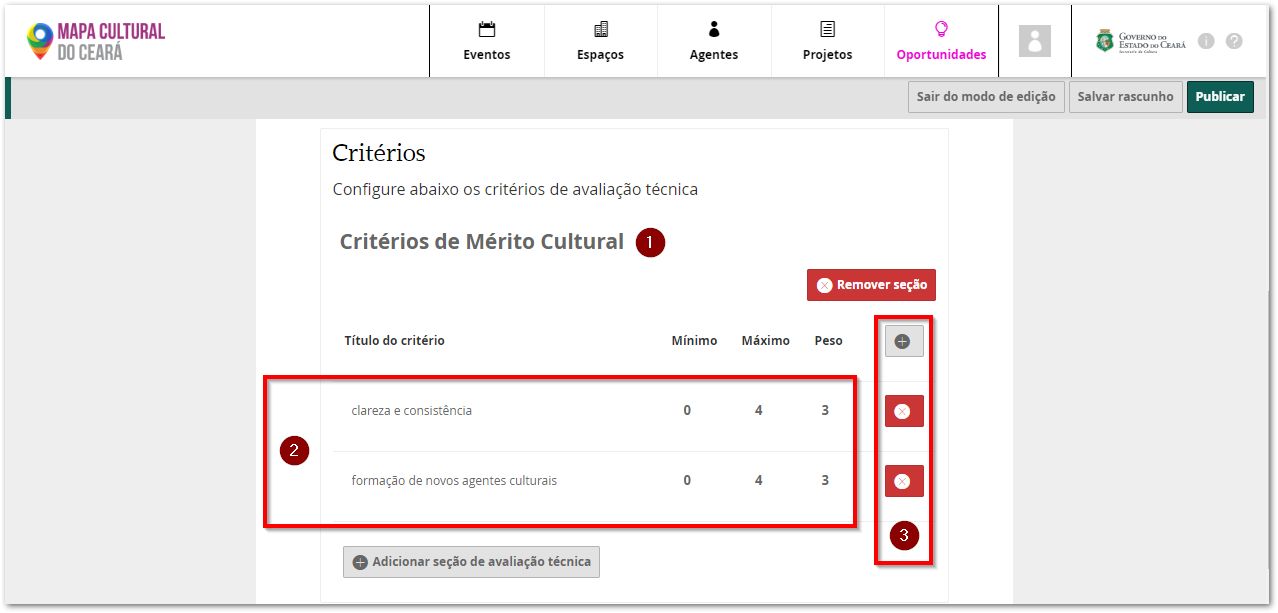 MAPA CULTURAL
DO CEARÁ
Eventos
Espaços
Agentes
Projetos
Oportunidades
GOVERNO DO
ESTADO DO CEARÁ
Secretaria da Cultura
i ?
Sair do modo de edição
Salvar rascunho
Publicar
Critérios
Configure abaixo os critérios de avaliação técnica
Critérios de Mérito Cultural 1
Remover seção
Título do critério Mínimo Máximo Peso
clareza e consistência 0 4 3
2
formação de novos agentes culturais 0 4 3
3
Adicionar seção de avaliação técnica